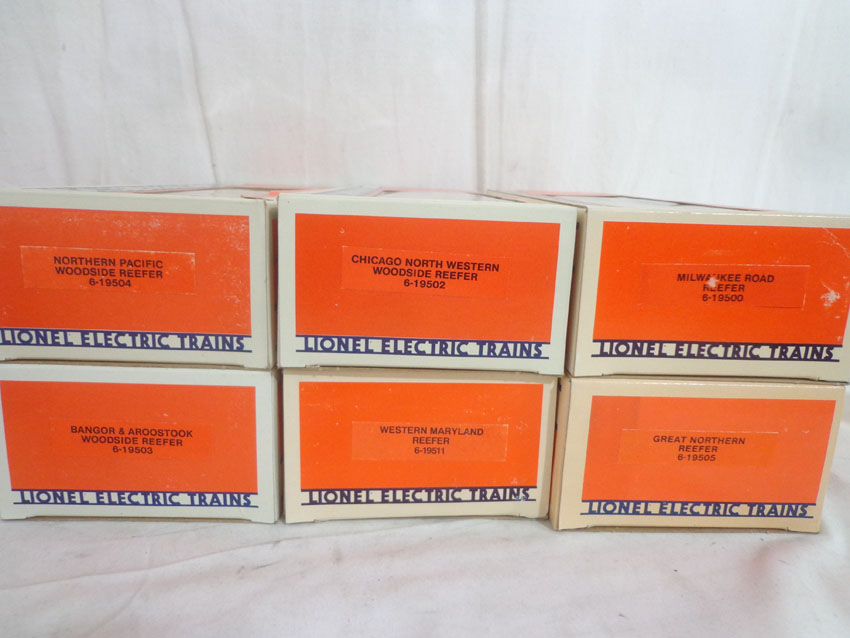 NORTHERN PACIFIC
WOODSIDE REEFER
6-19504
LIONEL ELECTRIC TRAINS
CHICAGO NORTH WESTERN
WOODSIDE REEFER
6-19502
LIONEL ELECTRIC TRAINS
MILWAUKEE ROAD
REEFER
6-19500
LIONEL ELECTRIC TRAINS
BANGOR & AROOSTOOK
WOODSIDE REEFER
6-19503
LIONEL ELECTRIC TRAINS
WESTERN MARYLAND
REEFER
6-19511
LIONEL ELECTRIC TRAINS
GREAT NORTHERN
REEFER
6-19505
LIONEL ELECTRIC TRAINS